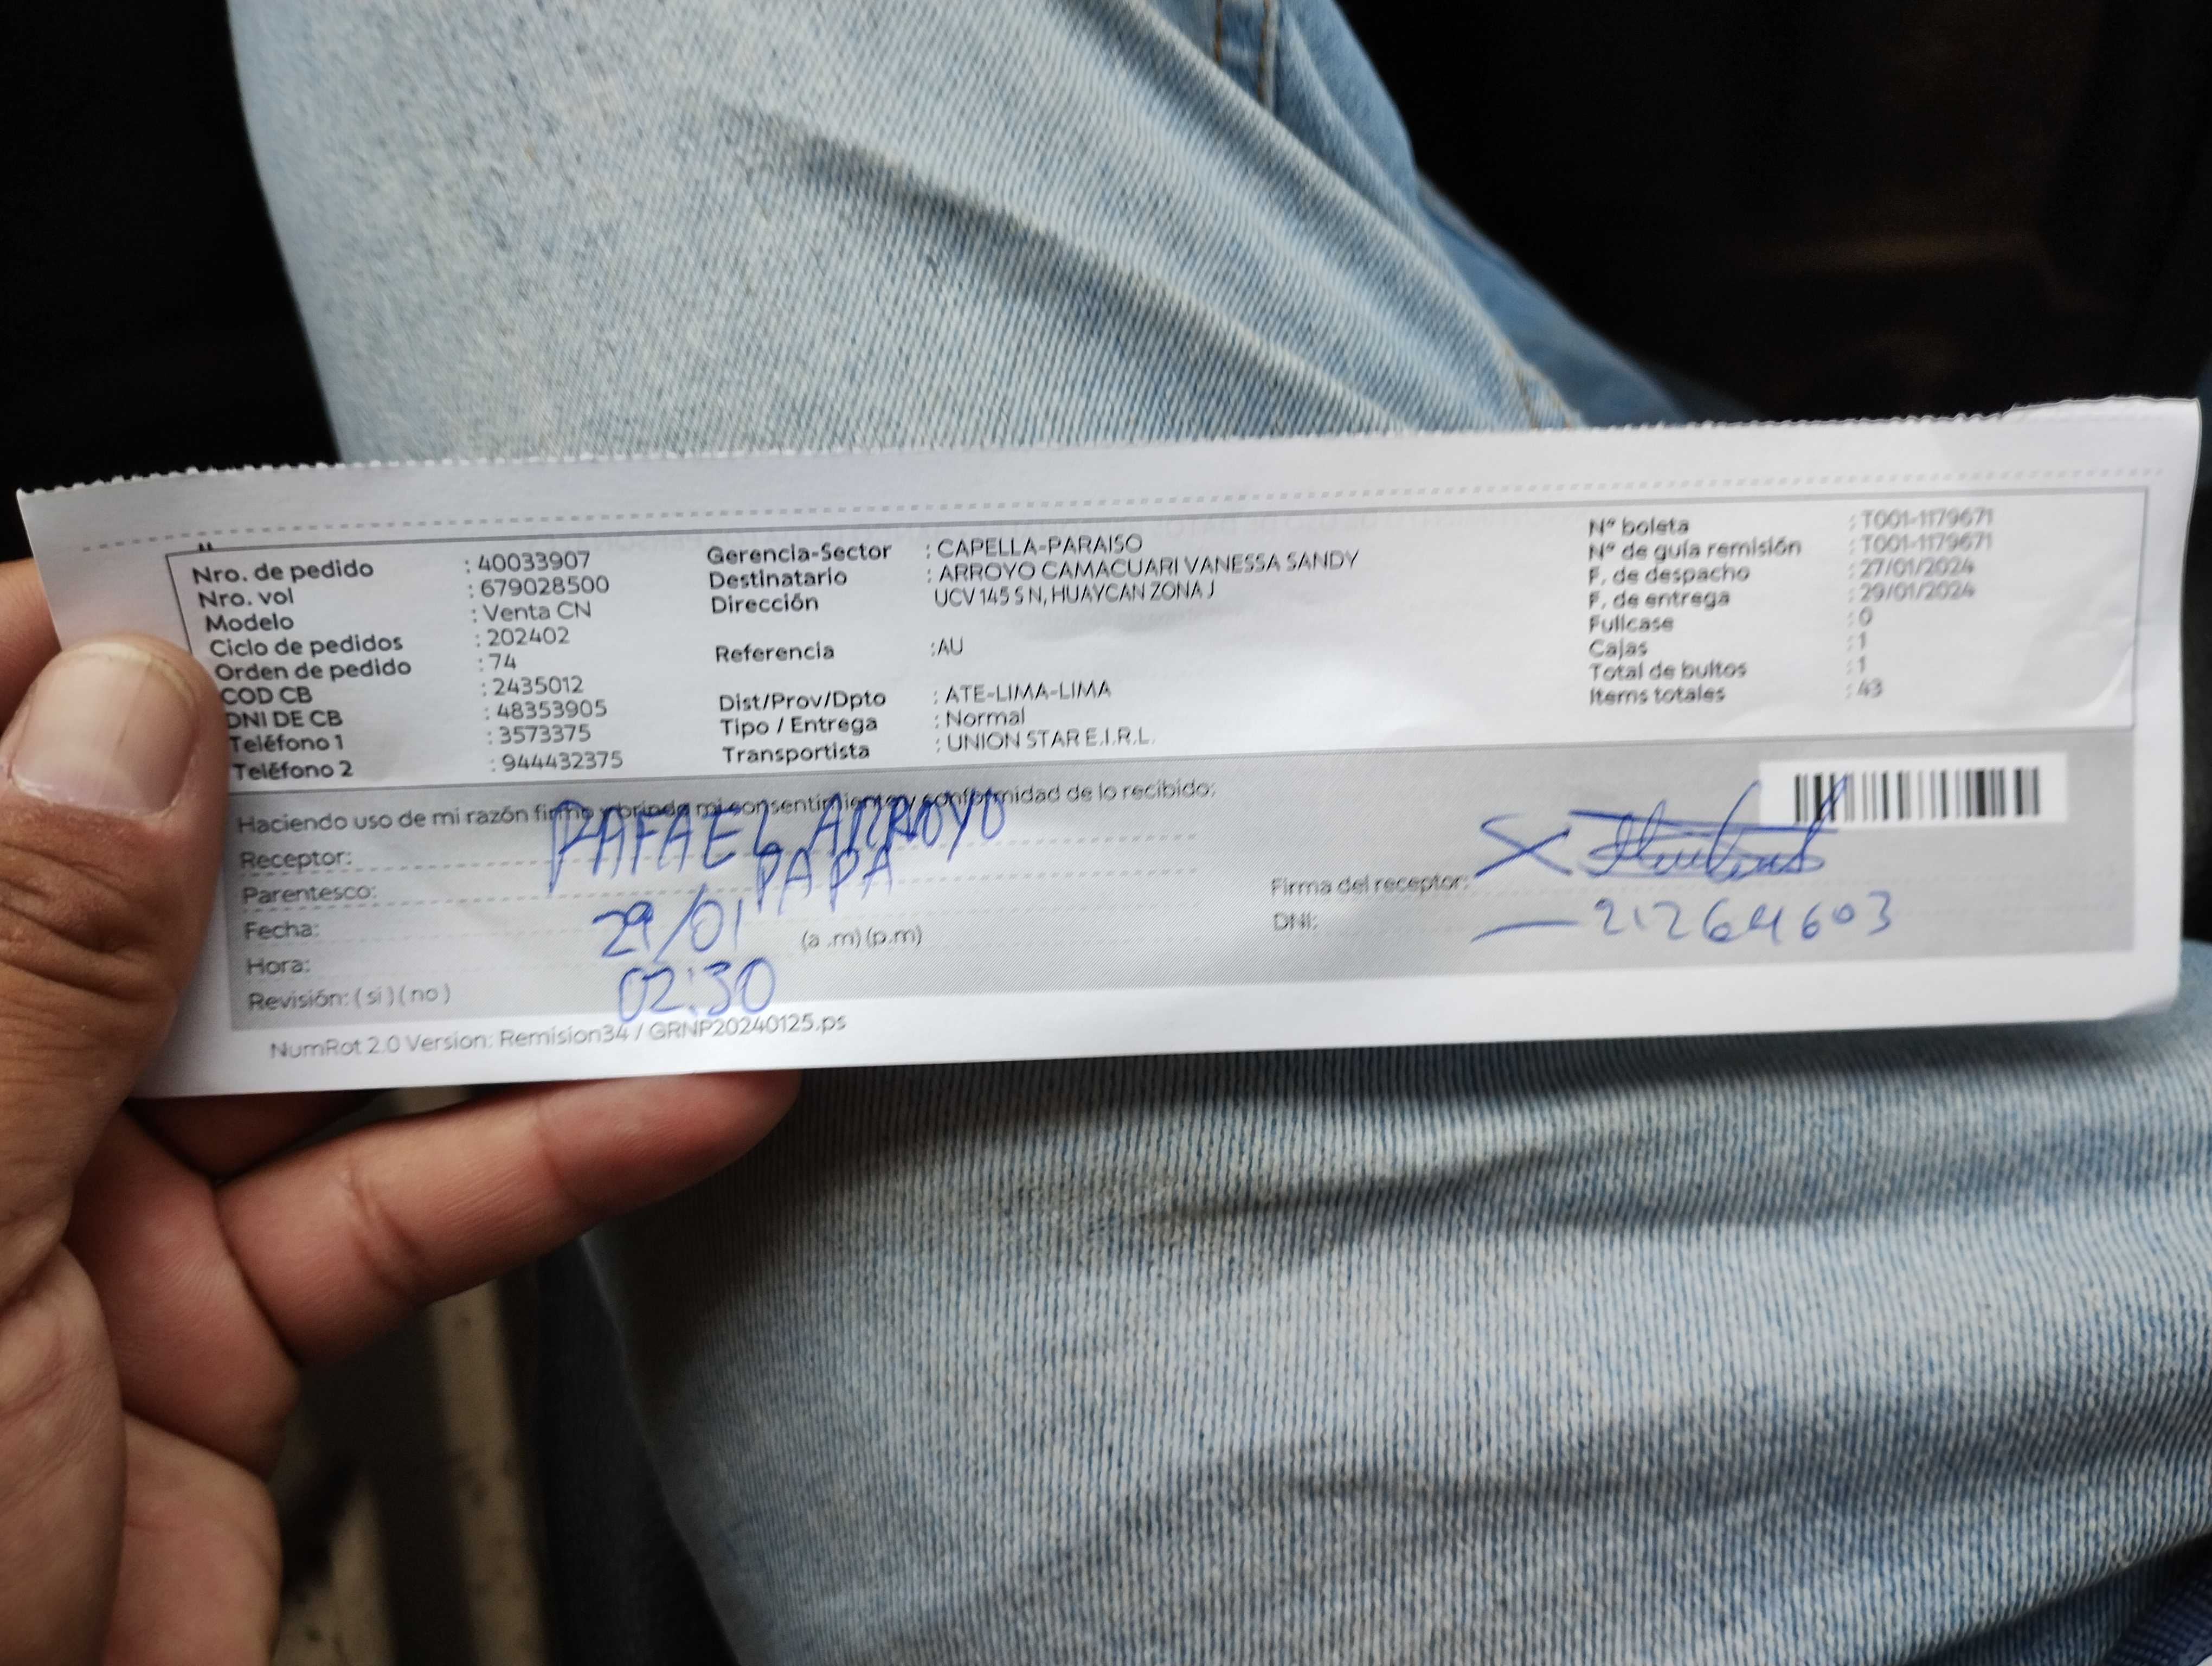 Nro. de pedido : 40033907
Nro. vol : 679028500
Modelo : Venta CN
Ciclo de pedidos : 202402
Orden de pedido : 74
COD CB : 2435012
DNI DE CB : 48353905
Teléfono 1 : 3573375
Teléfono 2 : 944432375
Gerencia-Sector : CAPELLA-PARAISO
Destinatario : ARROYO CAMACUARI VANESSA SANDY
Dirección UCV 145 S N, HUAYCAN ZONA J
Referencia :AU
Dist/Prov/Dpto : ATE-LIMA-LIMA
Tipo / Entrega : Normal
Transportista : UNION STAR E.I.R.L.
Nº boleta : T001-1179671
Nº de guía remisión : T001-1179671
F. de despacho : 27/01/2024
F. de entrega : 29/01/2024
Fullcase : 0
Cajas : 1
Total de bultos : 1
Items totales : 43
Haciendo uso de mi razón firmo y brindo mi consentimiento y conformidad de lo recibido:
Receptor: RAFAEL ARROYO
Parentesco: PAPA
Fecha: 29/01
Hora: 02:30 (a .m) (p.m)
Revisión: ( si ) ( no )
Firma del receptor: X
DNI: 21264603
NumRot 2.0 Version: Remision34 / GRNP20240125.ps